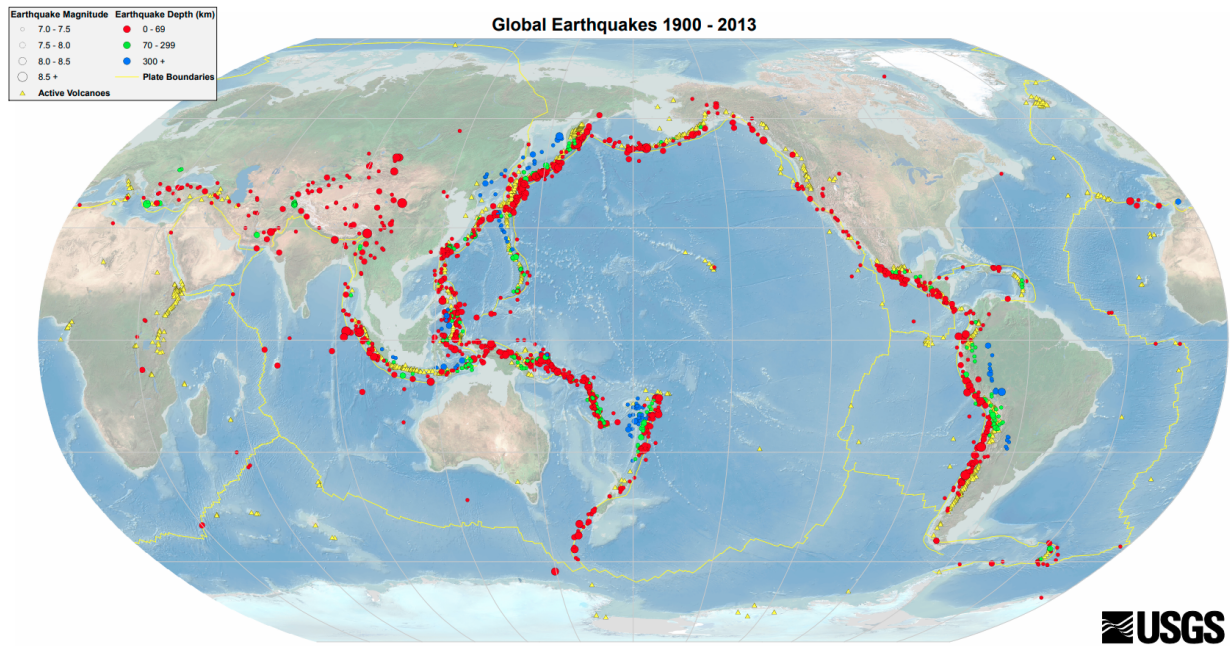 Global Earthquakes 1900 - 2013
Earthquake Magnitude
7.0 - 7.5
7.5 - 8.0
8.0 - 8.5
8.5 +
Active Volcanoes
Earthquake Depth (km)
0 - 69
70 - 299
300 +
Plate Boundaries
USGS